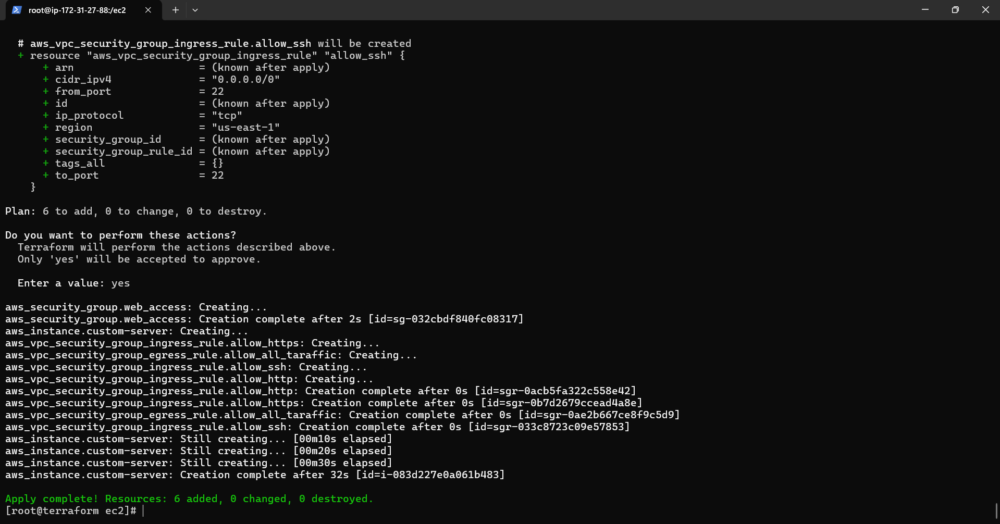 root@ip-172-31-27-88:/ec2
# aws_vpc_security_group_ingress_rule.allow_ssh will be created
+ resource "aws_vpc_security_group_ingress_rule" "allow_ssh" {
+ arn = (known after apply)
+ cidr_ipv4 = "0.0.0.0/0"
+ from_port = 22
+ id = (known after apply)
+ ip_protocol = "tcp"
+ region = "us-east-1"
+ security_group_id = (known after apply)
+ security_group_rule_id = (known after apply)
+ tags_all = {}
+ to_port = 22
}
Plan: 6 to add, 0 to change, 0 to destroy.
Do you want to perform these actions?
Terraform will perform the actions described above.
Only 'yes' will be accepted to approve.
Enter a value: yes
aws_security_group.web_access: Creating...
aws_security_group.web_access: Creation complete after 2s [id=sg-032cbdf840fc08317]
aws_instance.custom-server: Creating...
aws_vpc_security_group_ingress_rule.allow_https: Creating...
aws_vpc_security_group_egress_rule.allow_all_taraffic: Creating...
aws_vpc_security_group_ingress_rule.allow_ssh: Creating...
aws_vpc_security_group_ingress_rule.allow_http: Creating...
aws_vpc_security_group_ingress_rule.allow_http: Creation complete after 0s [id=sgr-0acb5fa322c558e42]
aws_vpc_security_group_ingress_rule.allow_https: Creation complete after 0s [id=sgr-0b7d2679ccead4a8e]
aws_vpc_security_group_egress_rule.allow_all_taraffic: Creation complete after 0s [id=sgr-0ae2b667ce8f9c5d9]
aws_vpc_security_group_ingress_rule.allow_ssh: Creation complete after 0s [id=sgr-033c8723c09e57853]
aws_instance.custom-server: Still creating... [00m10s elapsed]
aws_instance.custom-server: Still creating... [00m20s elapsed]
aws_instance.custom-server: Still creating... [00m30s elapsed]
aws_instance.custom-server: Creation complete after 32s [id=i-083d227e0a061b483]
Apply complete! Resources: 6 added, 0 changed, 0 destroyed.
[root@terraform ec2]#